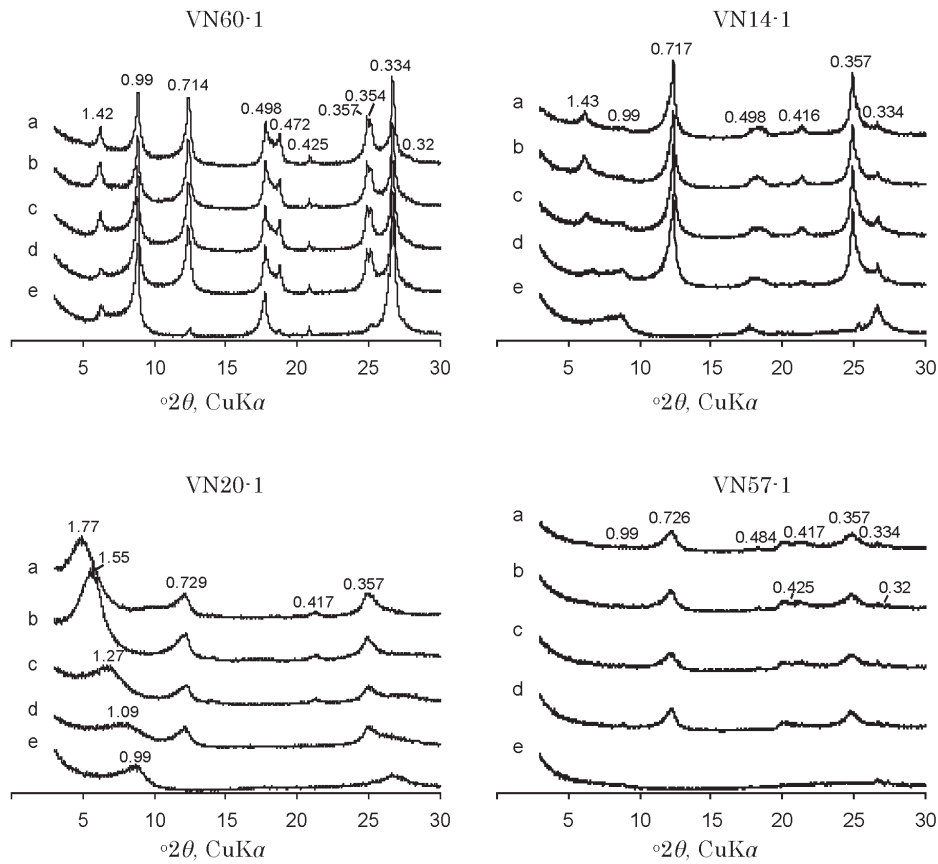 VN60-1
1.42
0.99
0.714
0.498
0.472
0.425
0.357
0.354
0.334
0.32
a
b
c
d
e
5 10 15 20 25 30
°2θ, CuKα
VN14-1
1.43
0.99
0.717
0.498
0.416
0.357
0.334
a
b
c
d
e
5 10 15 20 25 30
°2θ, CuKα
VN20-1
1.77
1.55
0.729
0.417
0.357
1.27
1.09
0.99
a
b
c
d
e
5 10 15 20 25 30
°2θ, CuKα
VN57-1
0.99
0.726
0.484
0.417
0.357
0.334
0.425
0.32
a
b
c
d
e
5 10 15 20 25 30
°2θ, CuKα